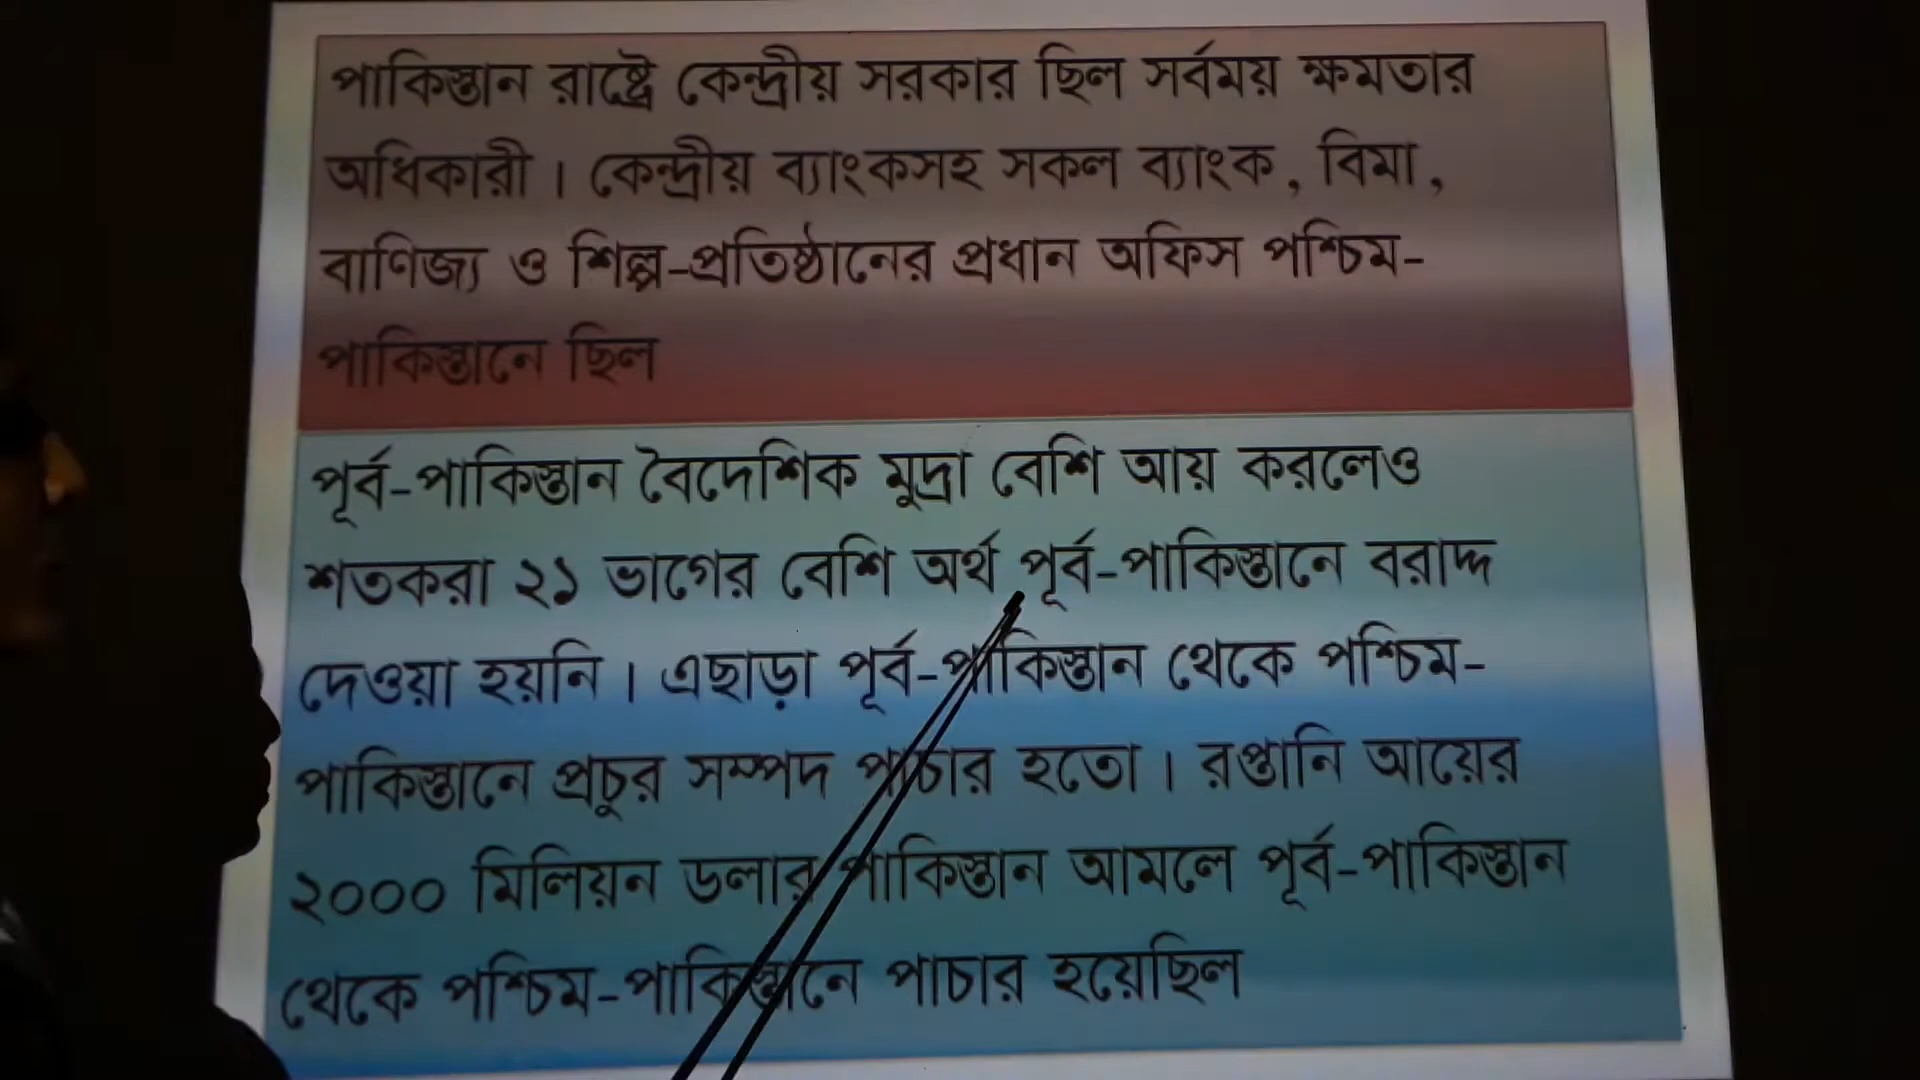 পাকিস্তান রাষ্ট্রে কেন্দ্রীয় সরকার ছিল সর্বময় ক্ষমতার
অধিকারী। কেন্দ্রীয় ব্যাংকসহ সকল ব্যাংক, বিমা,
বাণিজ্য ও শিল্প-প্রতিষ্ঠানের প্রধান অফিস পশ্চিম-
পাকিস্তানে ছিল
পূর্ব-পাকিস্তান বৈদেশিক মুদ্রা বেশি আয় করলেও
শতকরা ২১ ভাগের বেশি অর্থ পূর্ব-পাকিস্তানে বরাদ্দ
দেওয়া হয়নি। এছাড়া পূর্ব-পাকিস্তান থেকে পশ্চিম-
পাকিস্তানে প্রচুর সম্পদ পাচার হতো। রপ্তানি আয়ের
২০০০ মিলিয়ন ডলার পাকিস্তান আমলে পূর্ব-পাকিস্তান
থেকে পশ্চিম-পাকিস্তানে পাচার হয়েছিল